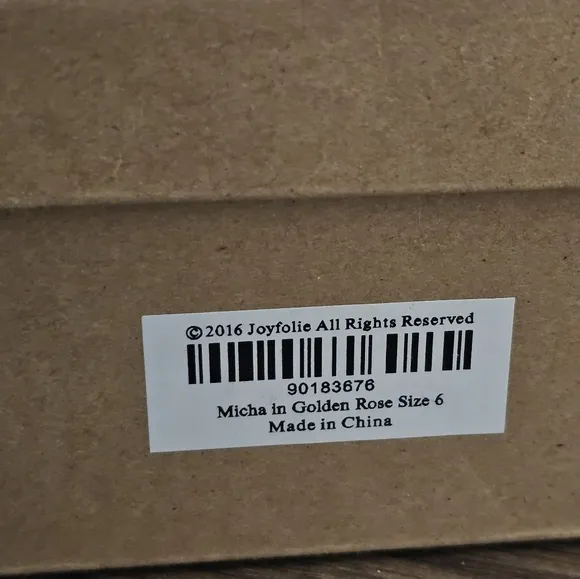 ©2016 Joyfolie All Rights Reserved
90183676
Micha in Golden Rose Size 6
Made in China